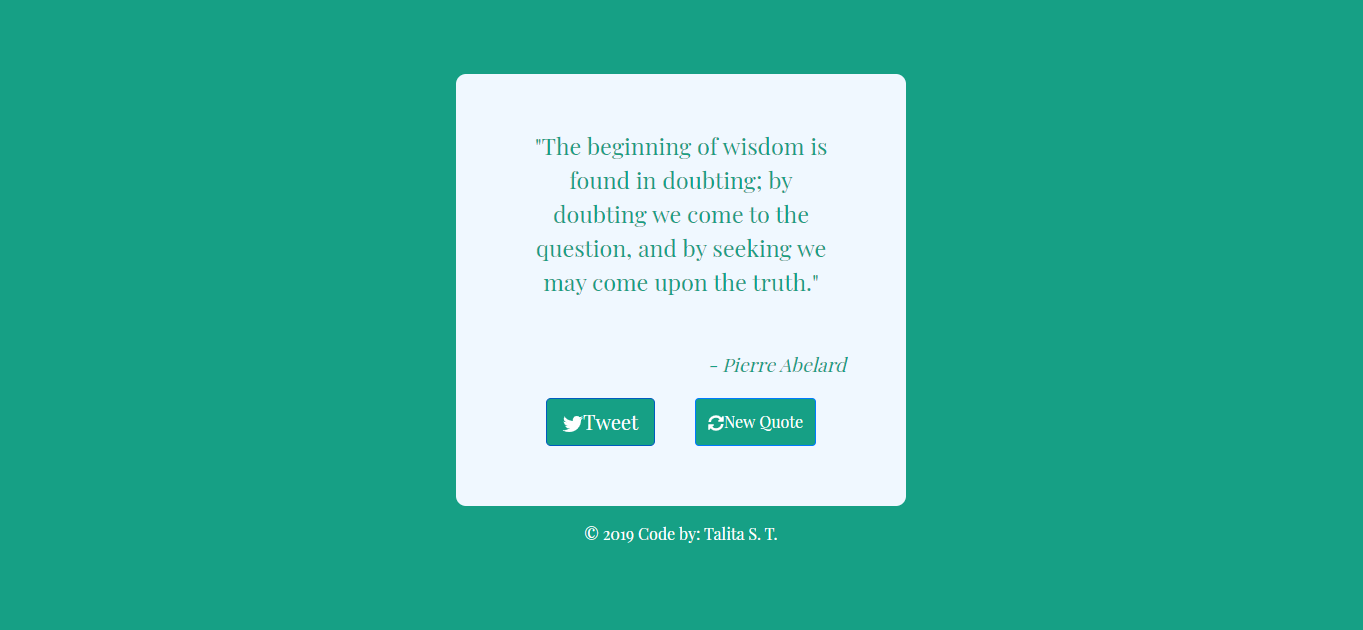 "The beginning of wisdom is
found in doubting; by
doubting we come to the
question, and by seeking we
may come upon the truth."
- Pierre Abelard
Tweet
New Quote
© 2019 Code by: Talita S. T.